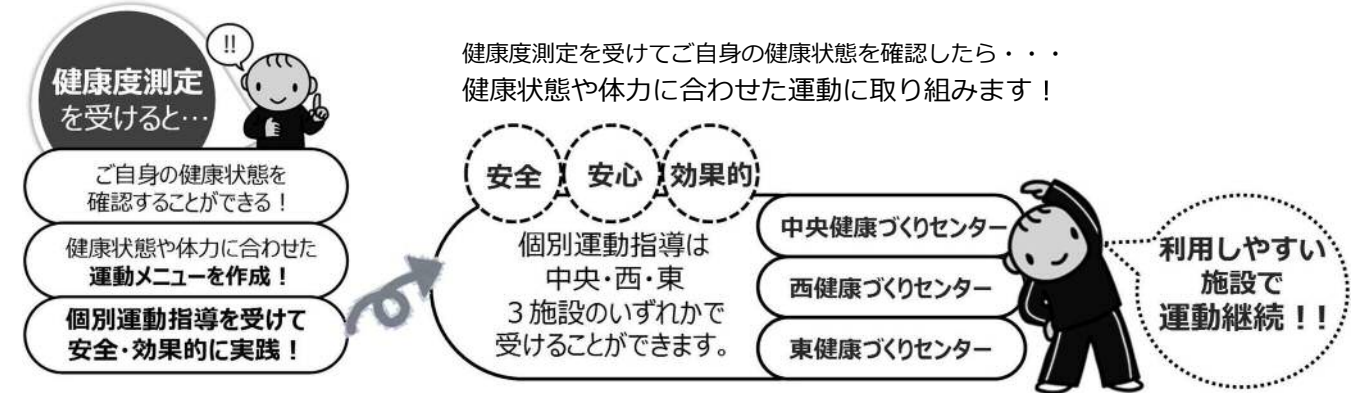 !!
健康度測定
を受けると…
ご自身の健康状態を
確認することができる！
健康状態や体力に合わせた
運動メニューを作成！
個別運動指導を受けて
安全・効果的に実践！
健康度測定を受けてご自身の健康状態を確認したら・・・
健康状態や体力に合わせた運動に取り組みます！
安全
安心
効果的
個別運動指導は
中央・西・東
３施設のいずれかで
受けることができます。
中央健康づくりセンター
西健康づくりセンター
東健康づくりセンター
利用しやすい
施設で
運動継続！！